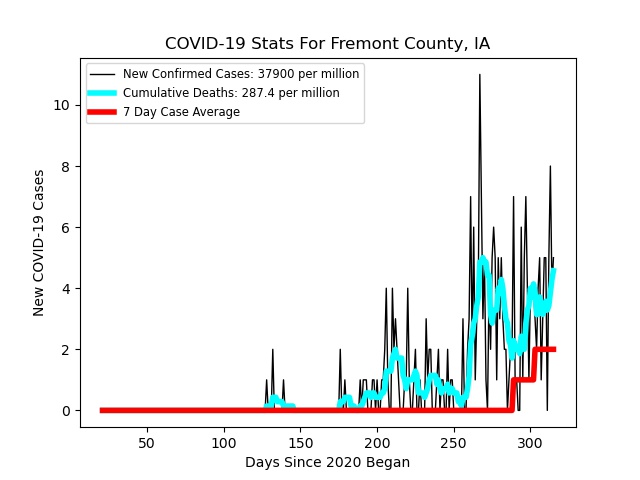 COVID-19 Stats For Fremont County, IA
New Confirmed Cases: 37900 per million
Cumulative Deaths: 287.4 per million
7 Day Case Average
New COVID-19 Cases
10
8
6
4
2
0
50 100 150 200 250 300
Days Since 2020 Began